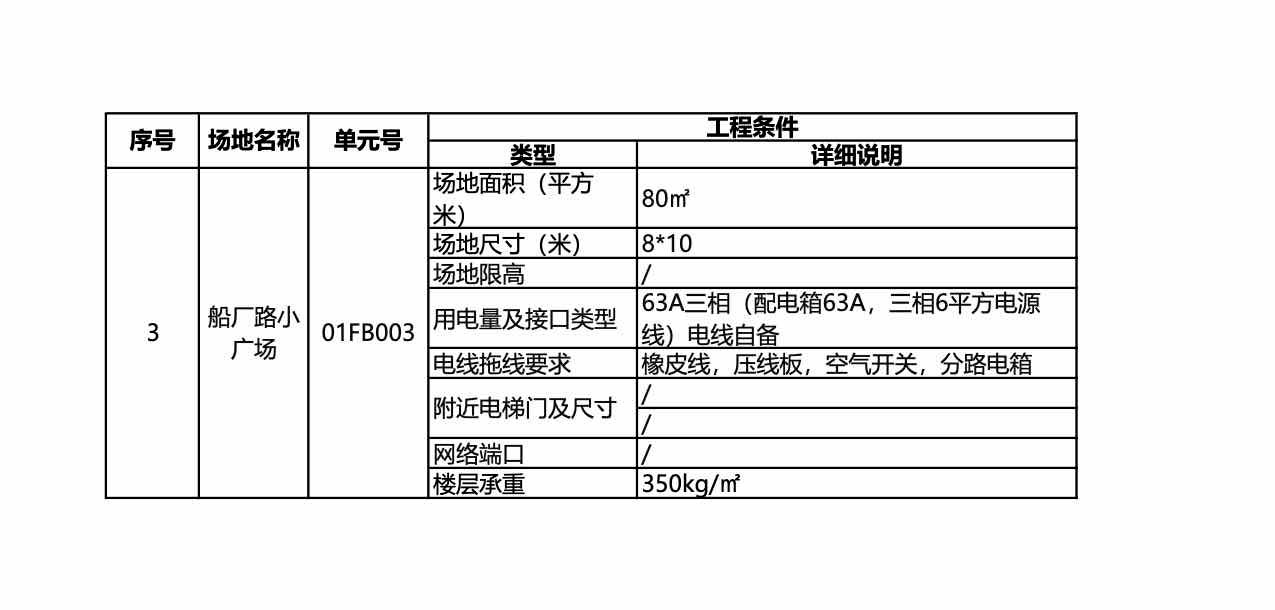 序号
场地名称
单元号
工程条件
类型
详细说明
3
船厂路小
广场
01FB003
场地面积（平方
米）
80㎡
场地尺寸（米）
8*10
场地限高
/
用电量及接口类型
63A三相（配电箱63A，三相6平方电源
线）电线自备
电线拖线要求
橡皮线，压线板，空气开关，分路电箱
附近电梯门及尺寸
/
/
网络端口
/
楼层承重
350kg/㎡